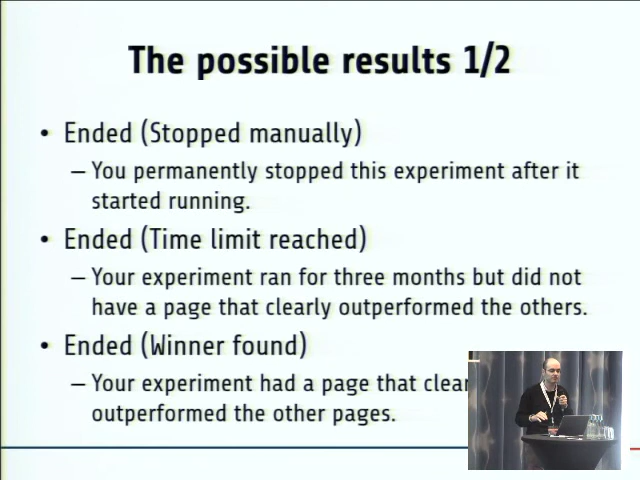 The possible results 1/2
• Ended (Stopped manually)
– You permanently stopped this experiment after it
started running.
• Ended (Time limit reached)
– Your experiment ran for three months but did not
have a page that clearly outperformed the others.
• Ended (Winner found)
– Your experiment had a page that clear
outperformed the other pages.